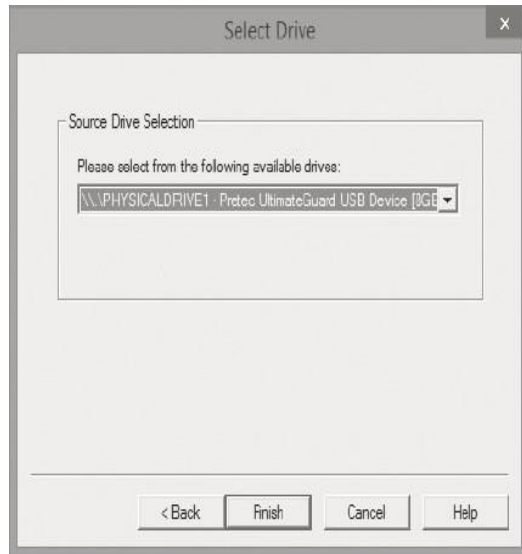 Select Drive
X
Source Drive Selection
Please select from the following available drives:
\\.\PHYSICALDRIVE1 - Pretec UltimateGuard USB Device [8GB
< Back
Finish
Cancel
Help